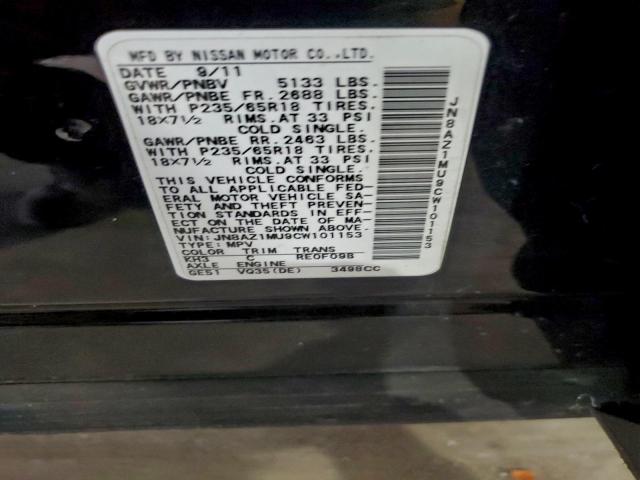 MFD BY NISSAN MOTOR CO.,LTD.
DATE 9/11
GVWR/PNBV 5133 LBS.
GAWR/PNBE FR. 2688 LBS.
WITH P235/65R18 TIRES.
18X7½ RIMS. AT 33 PSI
COLD SINGLE.
GAWR/PNBE RR. 2463 LBS.
WITH P235/65R18 TIRES.
18X7½ RIMS. AT 33 PSI
COLD SINGLE.
THIS VEHICLE CONFORMS
TO ALL APPLICABLE FED-
ERAL MOTOR VEHICLE SA-
FETY AND THEFT PREVEN-
TION STANDARDS IN EFF-
ECT ON THE DATE OF MA-
NUFACTURE SHOWN ABOVE.
VIN: JN8AZ1MU9CW101153
TYPE: MPV
COLOR TRIM TRANS
KH3 C RE0F09B
AXLE ENGINE
GE51 VQ35(DE) 3498CC
JN8AZ1MU9CW101153